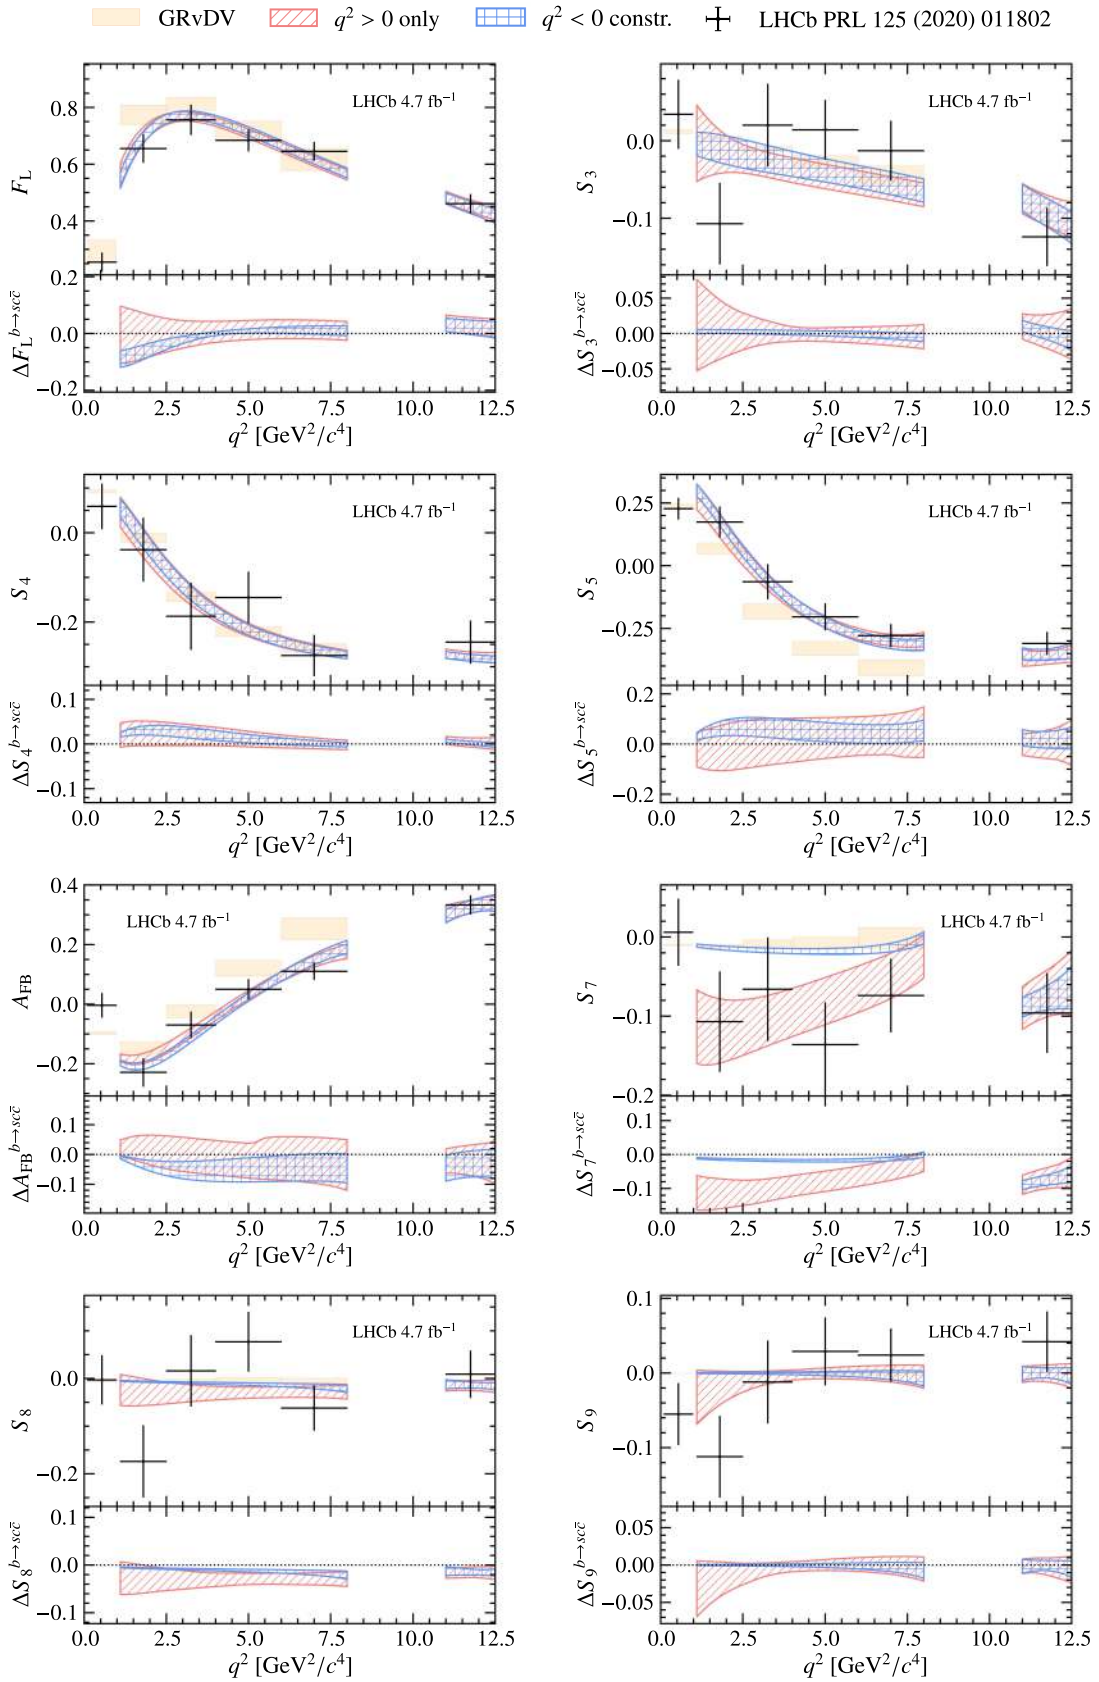 GRvDV q² > 0 only q² < 0 constr. LHCb PRL 125 (2020) 011802
LHCb 4.7 fb⁻¹
F_L
0.8
0.6
0.4
ΔF_L^{b→scc̄}
0.2
0.0
−0.2
0.0 2.5 5.0 7.5 10.0 12.5
q² [GeV²/c⁴]
LHCb 4.7 fb⁻¹
S_3
0.0
−0.1
ΔS_3^{b→scc̄}
0.05
0.00
−0.05
0.0 2.5 5.0 7.5 10.0 12.5
q² [GeV²/c⁴]
LHCb 4.7 fb⁻¹
S_4
0.0
−0.2
ΔS_4^{b→scc̄}
0.1
0.0
−0.1
0.0 2.5 5.0 7.5 10.0 12.5
q² [GeV²/c⁴]
LHCb 4.7 fb⁻¹
S_5
0.25
0.00
−0.25
ΔS_5^{b→scc̄}
0.2
0.0
−0.2
0.0 2.5 5.0 7.5 10.0 12.5
q² [GeV²/c⁴]
LHCb 4.7 fb⁻¹
A_FB
0.4
0.2
0.0
−0.2
ΔA_FB^{b→scc̄}
0.1
0.0
−0.1
0.0 2.5 5.0 7.5 10.0 12.5
q² [GeV²/c⁴]
LHCb 4.7 fb⁻¹
S_7
0.0
−0.1
−0.2
ΔS_7^{b→scc̄}
0.1
0.0
−0.1
0.0 2.5 5.0 7.5 10.0 12.5
q² [GeV²/c⁴]
LHCb 4.7 fb⁻¹
S_8
0.0
−0.2
ΔS_8^{b→scc̄}
0.1
0.0
−0.1
0.0 2.5 5.0 7.5 10.0 12.5
q² [GeV²/c⁴]
LHCb 4.7 fb⁻¹
S_9
0.1
0.0
−0.1
ΔS_9^{b→scc̄}
0.05
0.00
−0.05
0.0 2.5 5.0 7.5 10.0 12.5
q² [GeV²/c⁴]